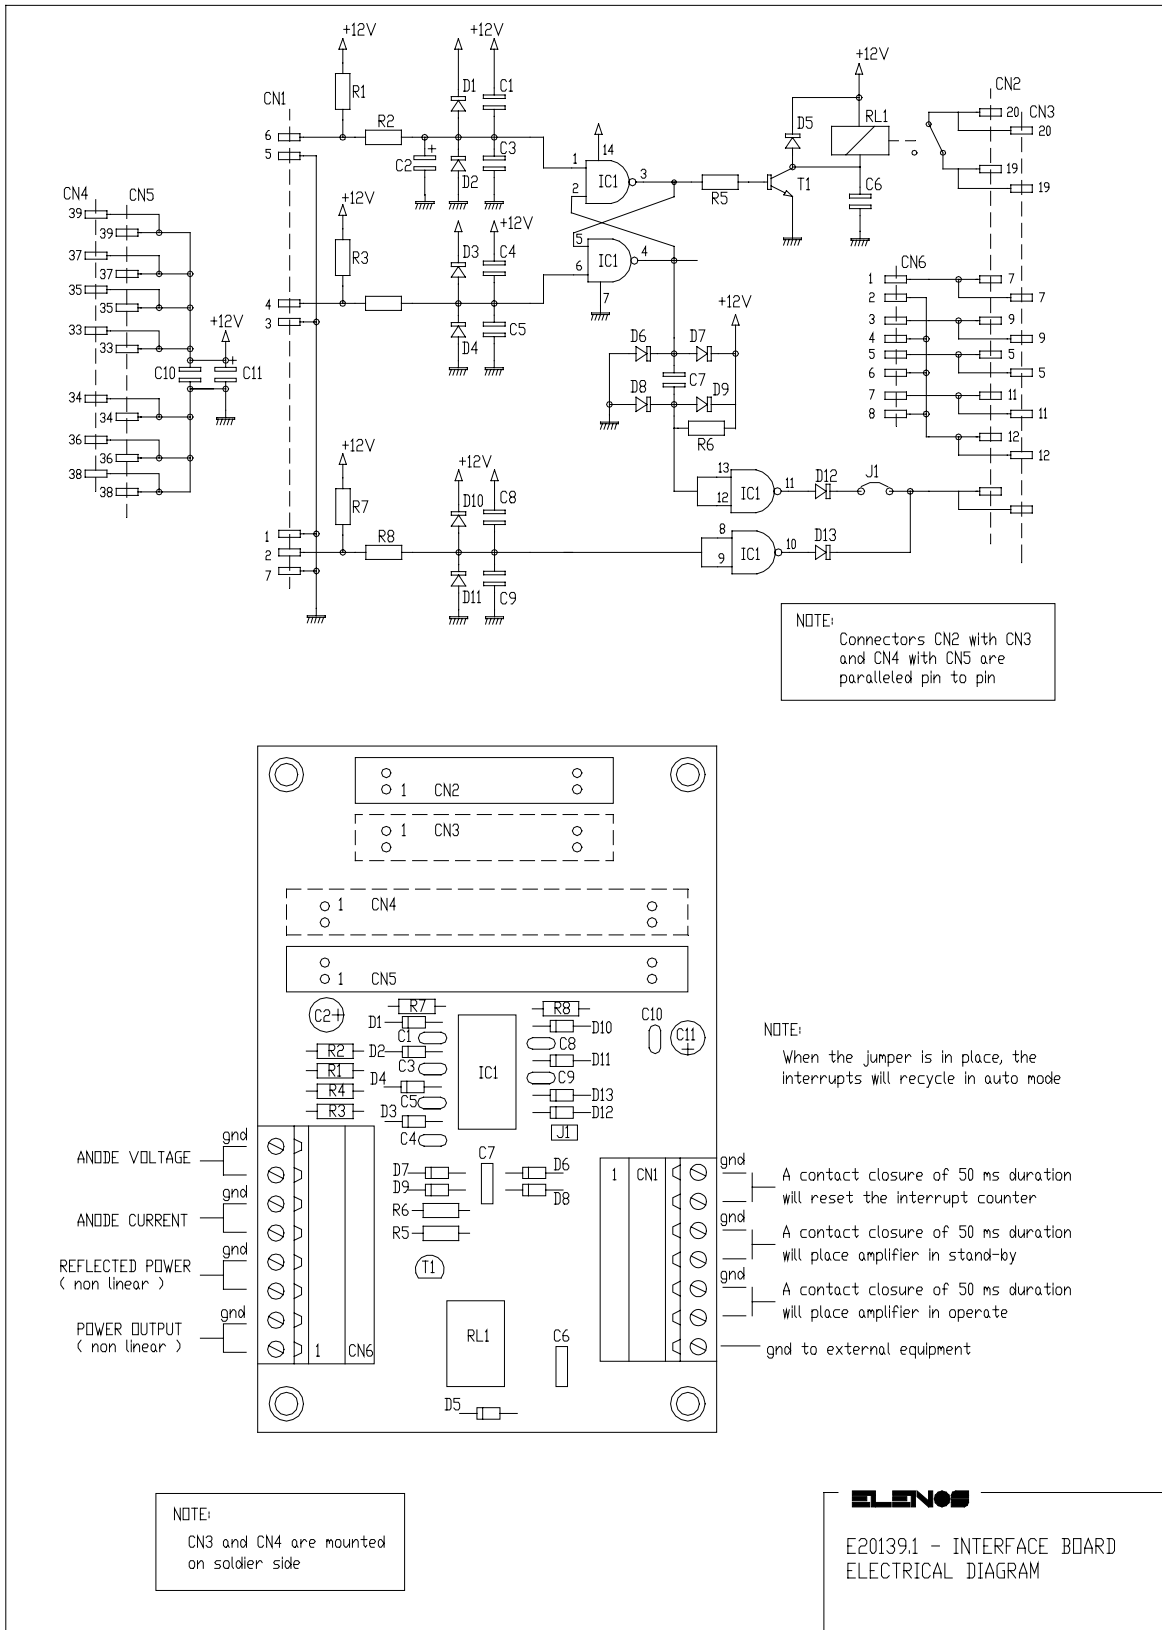 +12V
+12V
+12V
+12V
R1
D1
C1
CN1
R2
6
5
C2
+
D2
C3
14
1
2
IC1
3
R5
T1
D5
RL1
C6
CN2
CN3
20
20
19
19
CN4
CN5
39
39
37
37
35
35
33
33
34
34
36
36
38
38
+12V
+
C10
C11
+12V
R3
4
3
D3
+12V
C4
D4
C5
5
6
IC1
4
7
+12V
D6
D7
C7
D8
D9
R6
CN6
1
2
3
4
5
6
7
8
7
7
9
9
5
5
11
11
12
12
+12V
R7
R8
1
2
7
+12V
D10
C8
D11
C9
13
12
IC1
11
D12
J1
8
9
IC1
10
D13
NOTE:
Connectors CN2 with CN3
and CN4 with CN5 are
paralleled pin to pin
1 CN2
1 CN3
1 CN4
1 CN5
C2+
R7
D1
C1
R2
D2
R1
C3
D4
R4
C5
R3
D3
C4
IC1
R8
D10
C8
D11
C9
D13
D12
J1
C10
C11
+
NOTE:
When the jumper is in place, the
interrupts will recycle in auto mode
D7
D9
C7
D6
D8
R6
R5
T1
RL1
C6
D5
gnd
ANODE VOLTAGE
gnd
ANODE CURRENT
gnd
REFLECTED POWER
( non linear )
gnd
POWER OUTPUT
( non linear )
1 CN6
1 CN1
gnd
A contact closure of 50 ms duration
will reset the interrupt counter
gnd
A contact closure of 50 ms duration
will place amplifier in stand-by
gnd
A contact closure of 50 ms duration
will place amplifier in operate
gnd to external equipment
NOTE:
CN3 and CN4 are mounted
on soldier side
ELENOS
E20139.1 - INTERFACE BOARD
ELECTRICAL DIAGRAM